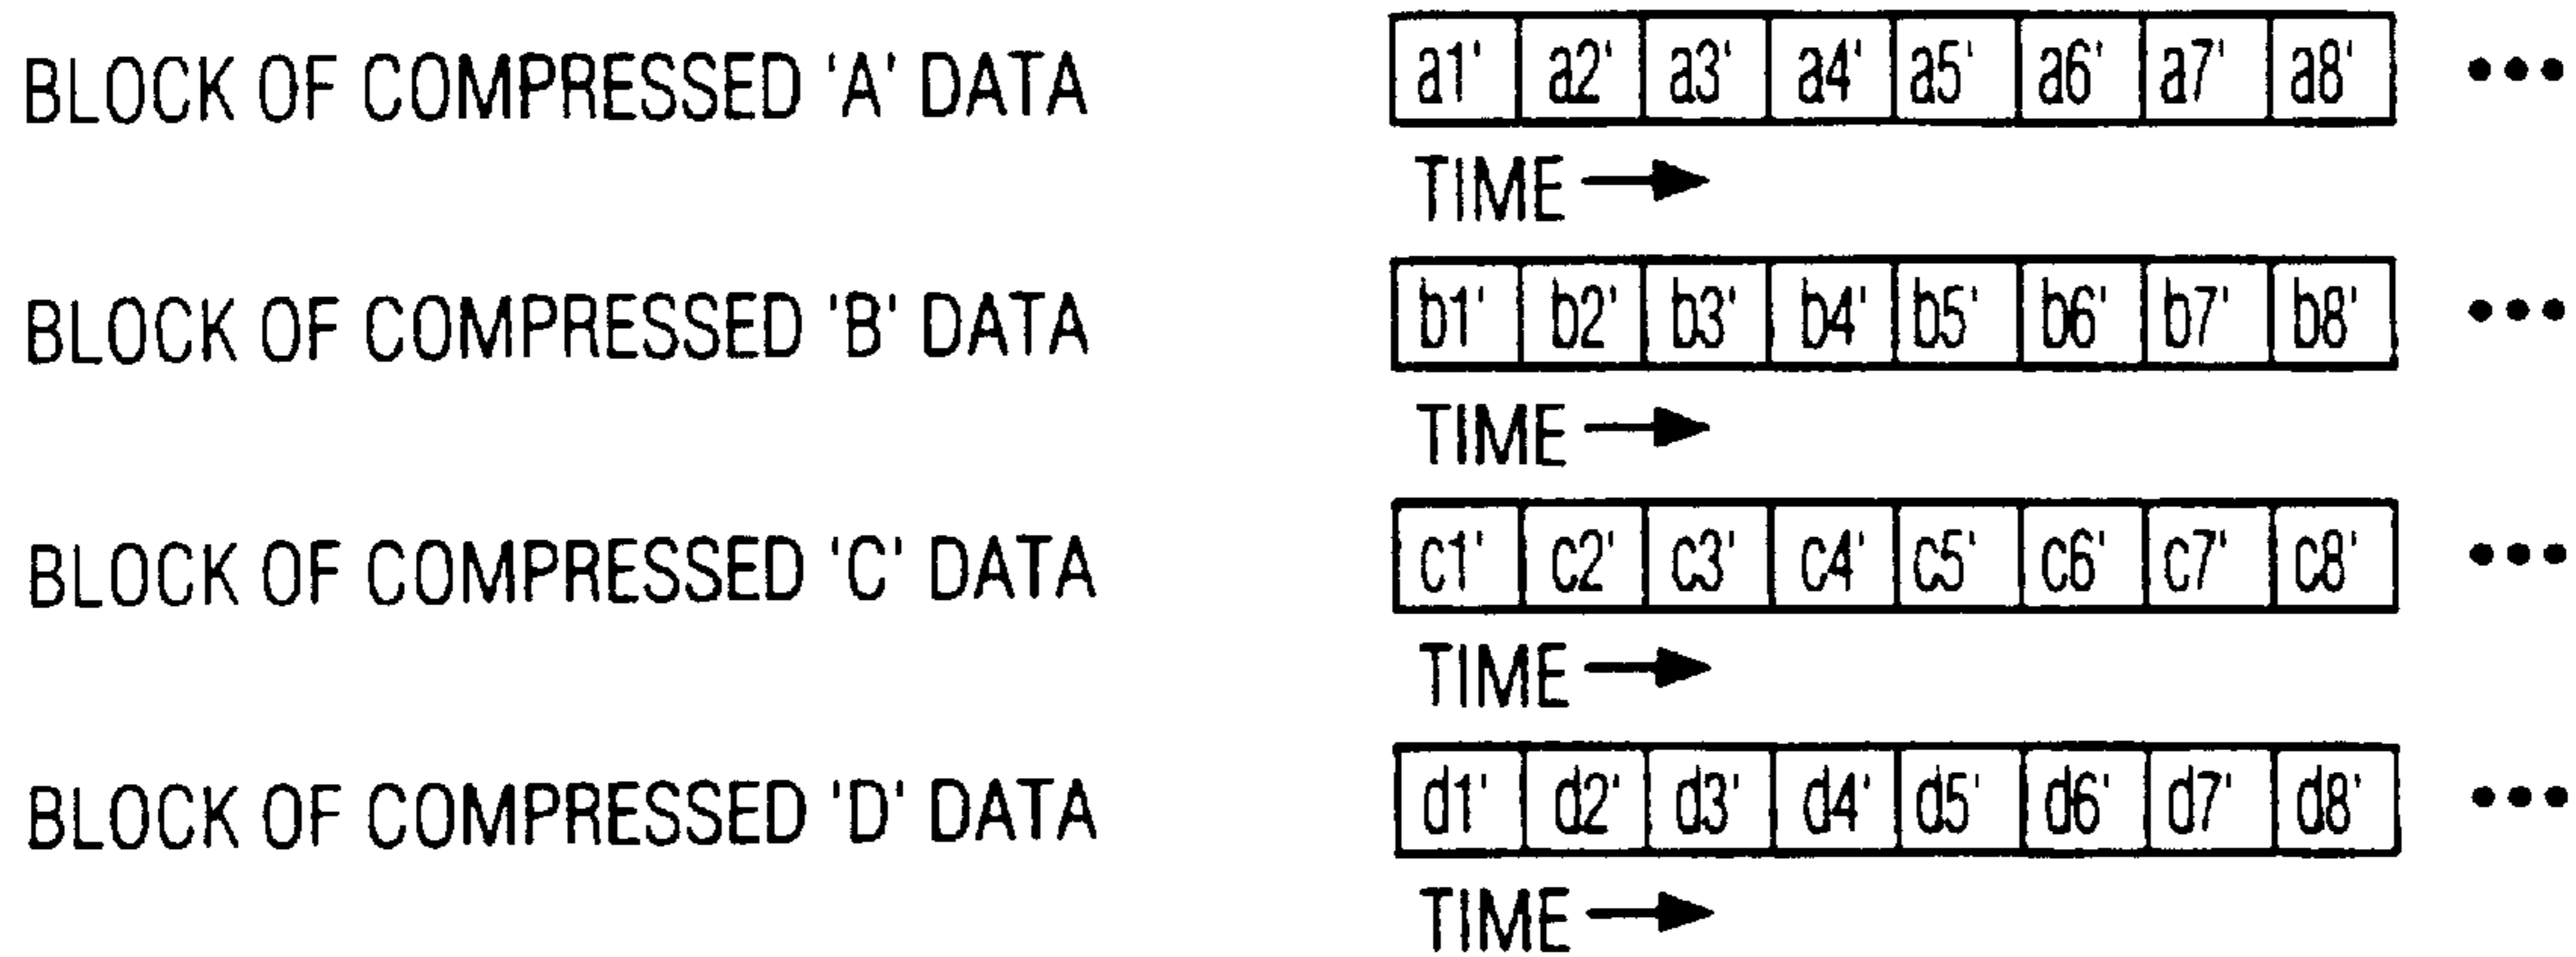 BLOCK OF COMPRESSED 'A' DATA a1' a2' a3' a4' a5' a6' a7' a8' •••
TIME
BLOCK OF COMPRESSED 'B' DATA b1' b2' b3' b4' b5' b6' b7' b8' •••
TIME
BLOCK OF COMPRESSED 'C' DATA c1' c2' c3' c4' c5' c6' c7' c8' •••
TIME
BLOCK OF COMPRESSED 'D' DATA d1' d2' d3' d4' d5' d6' d7' d8' •••
TIME